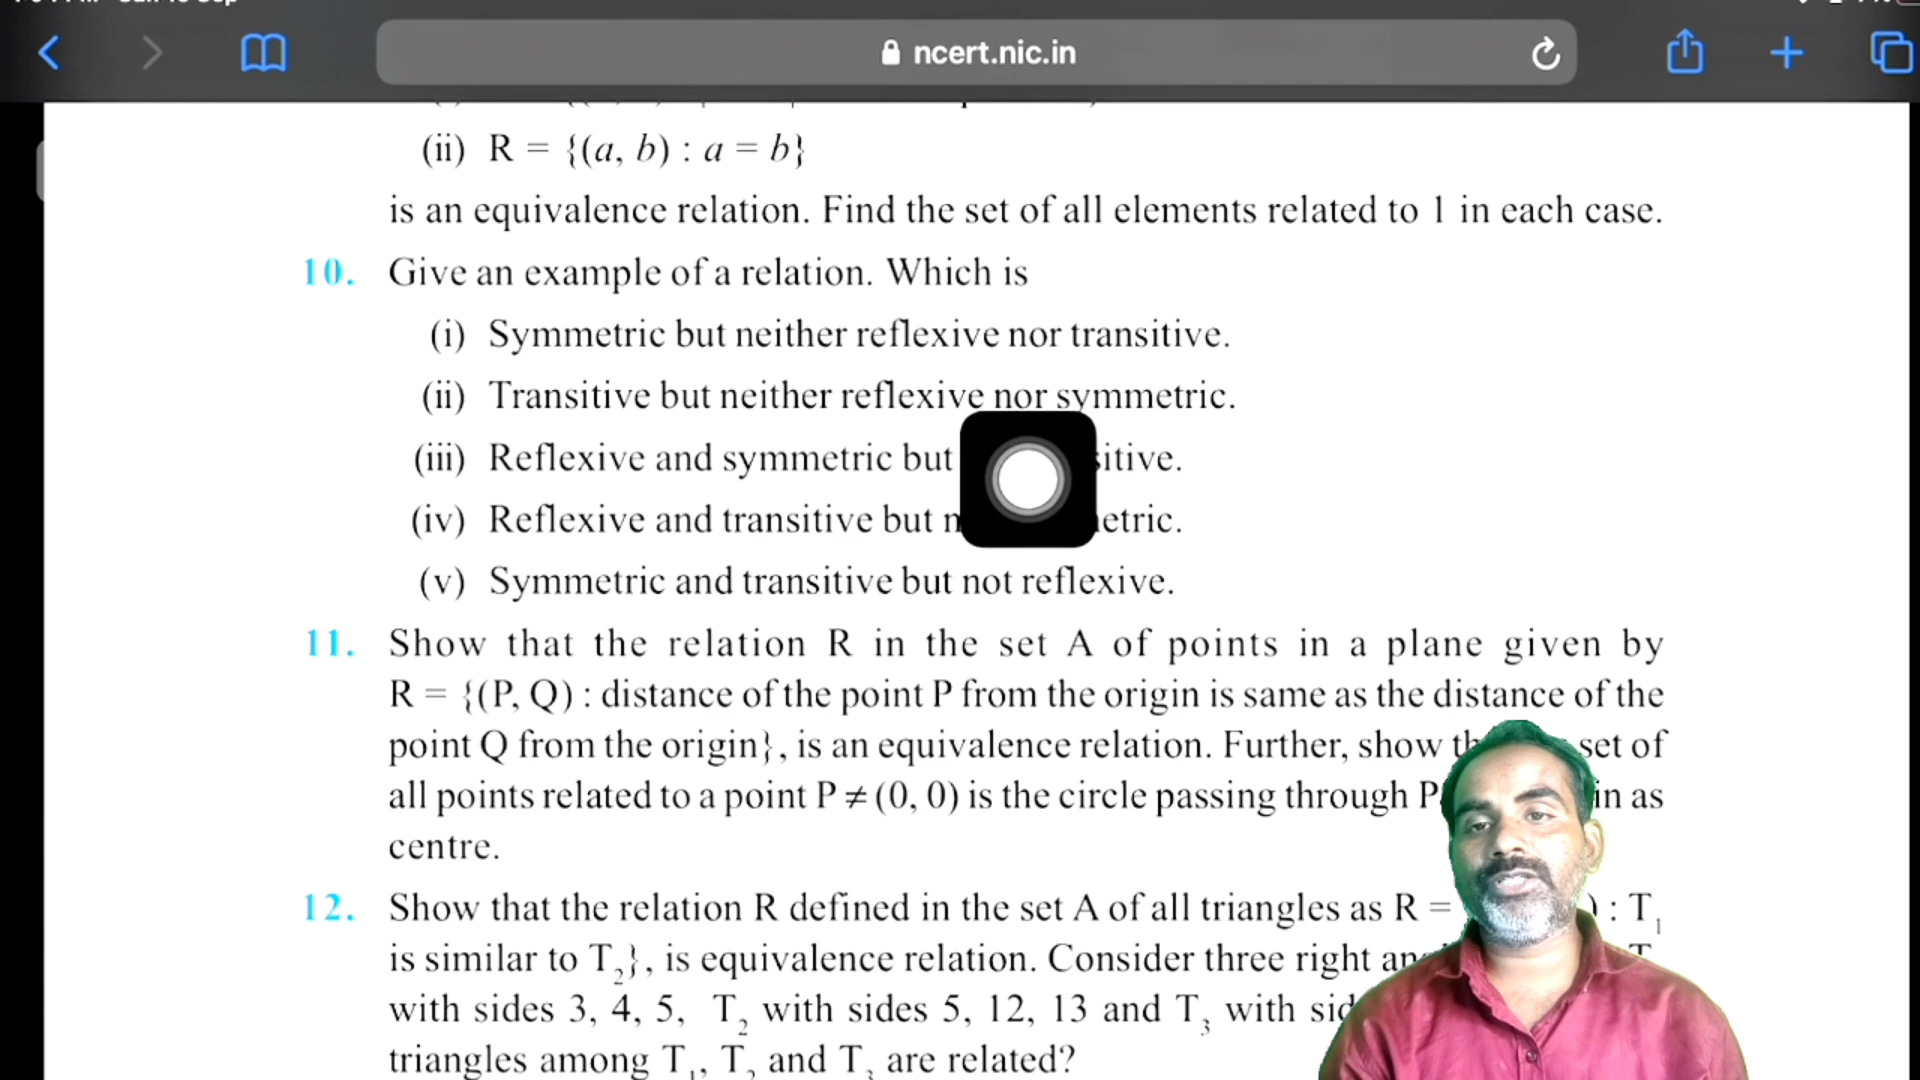 ncert.nic.in
(ii) R = {(a, b) : a = b}
is an equivalence relation. Find the set of all elements related to 1 in each case.
10. Give an example of a relation. Which is
(i) Symmetric but neither reflexive nor transitive.
(ii) Transitive but neither reflexive nor symmetric.
(iii) Reflexive and symmetric but
(iv) Reflexive and transitive but
(v) Symmetric and transitive but not reflexive.
11. Show that the relation R in the set A of points in a plane given by
R = {(P, Q) : distance of the point P from the origin is same as the distance of the
point Q from the origin}, is an equivalence relation. Further, show set of
all points related to a point P ≠ (0, 0) is the circle passing through P as
centre.
12. Show that the relation R defined in the set A of all triangles as R = : T₁
is similar to T₂}, is equivalence relation. Consider three right
with sides 3, 4, 5, T₂ with sides 5, 12, 13 and T₃ with
triangles among T₁, T₂ and T₃ are related?